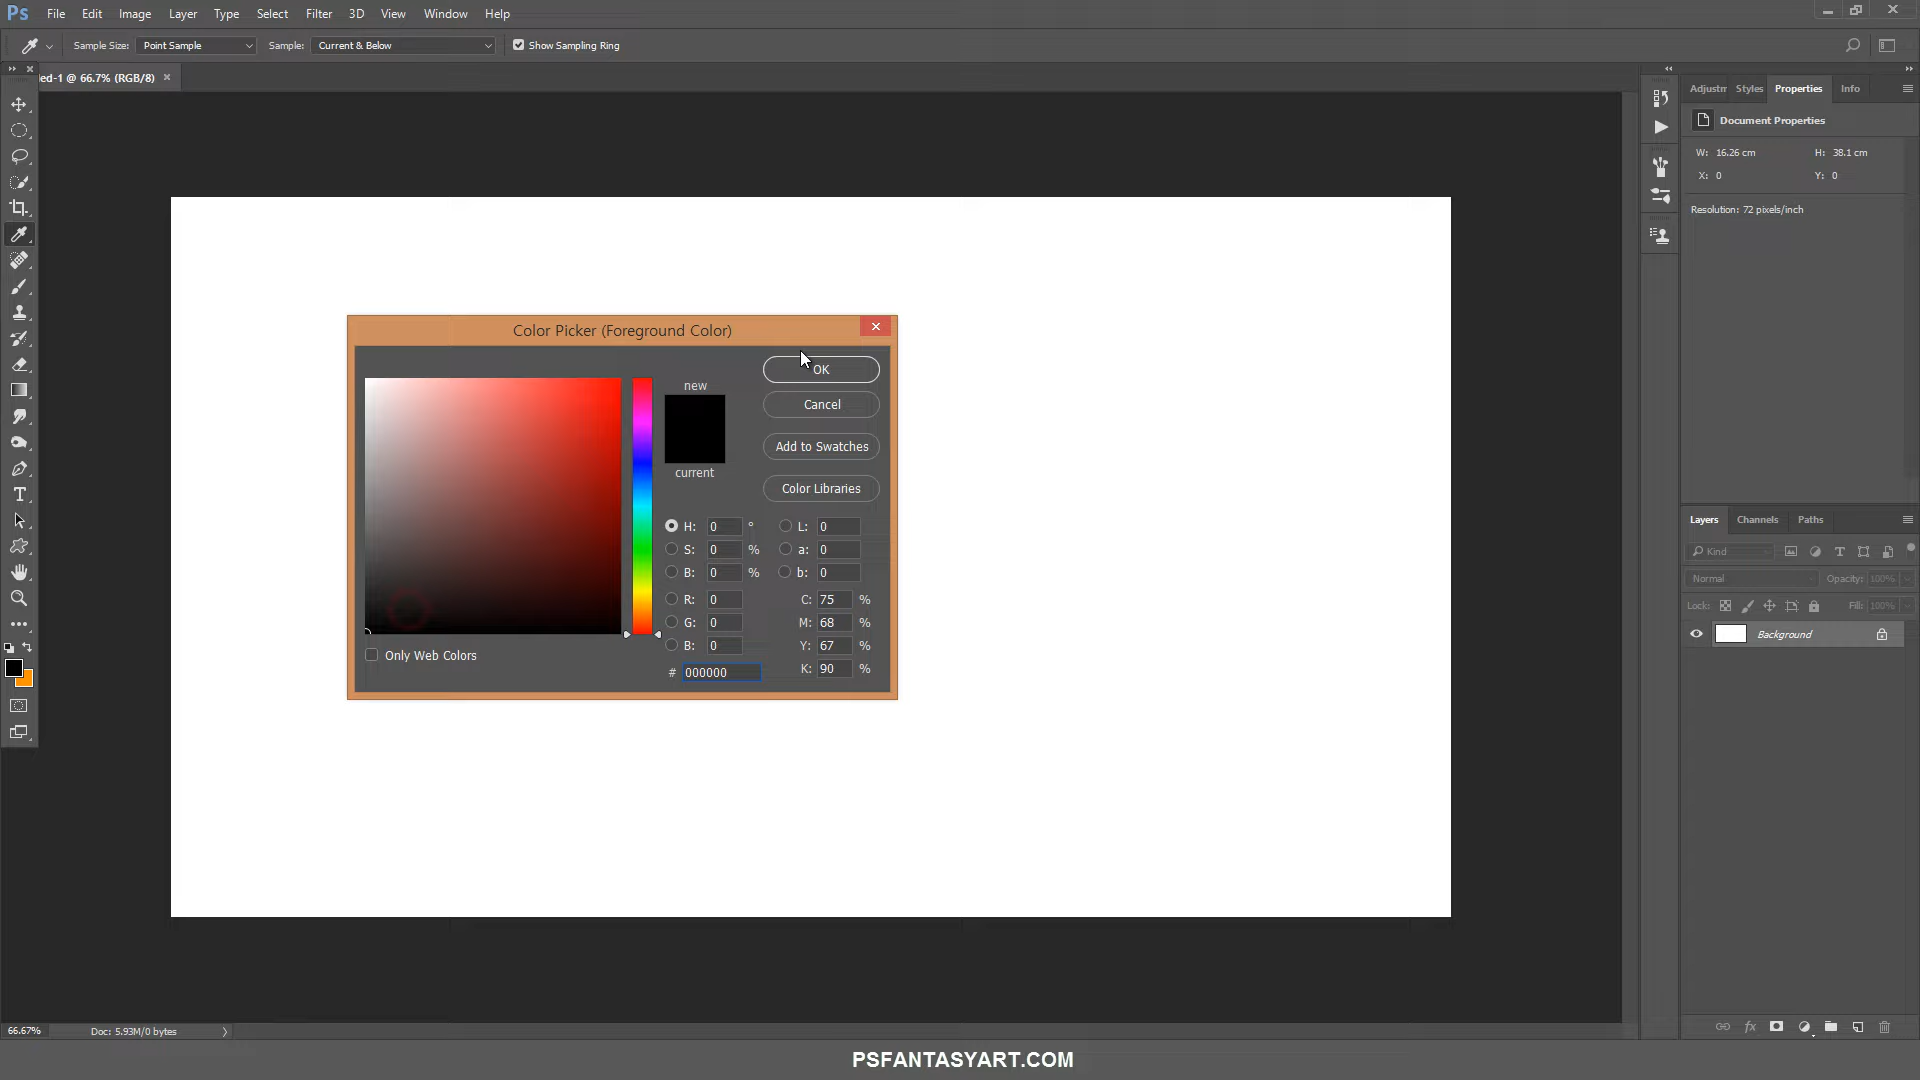 Ps File Edit Image Layer Type Select Filter 3D View Window Help
Sample Size: Point Sample Sample: Current & Below Show Sampling Ring
ed-1 @ 66.7% (RGB/8) ×
Adjustm Styles Properties Info
Document Properties
W: 16.26 cm H: 38.1 cm
X: 0 Y: 0
Resolution: 72 pixels/inch
Color Picker (Foreground Color)
OK
new
Cancel
Add to Swatches
current
Color Libraries
H: 0 ° L: 0
S: 0 % a: 0
B: 0 % b: 0
R: 0 C: 75 %
G: 0 M: 68 %
B: 0 Y: 67 %
Only Web Colors
# 000000 K: 90 %
Layers Channels Paths
Kind
Normal Opacity: 100%
Lock: Fill: 100%
Background
66.67% Doc: 5.93M/0 bytes
PSFANTASYART.COM